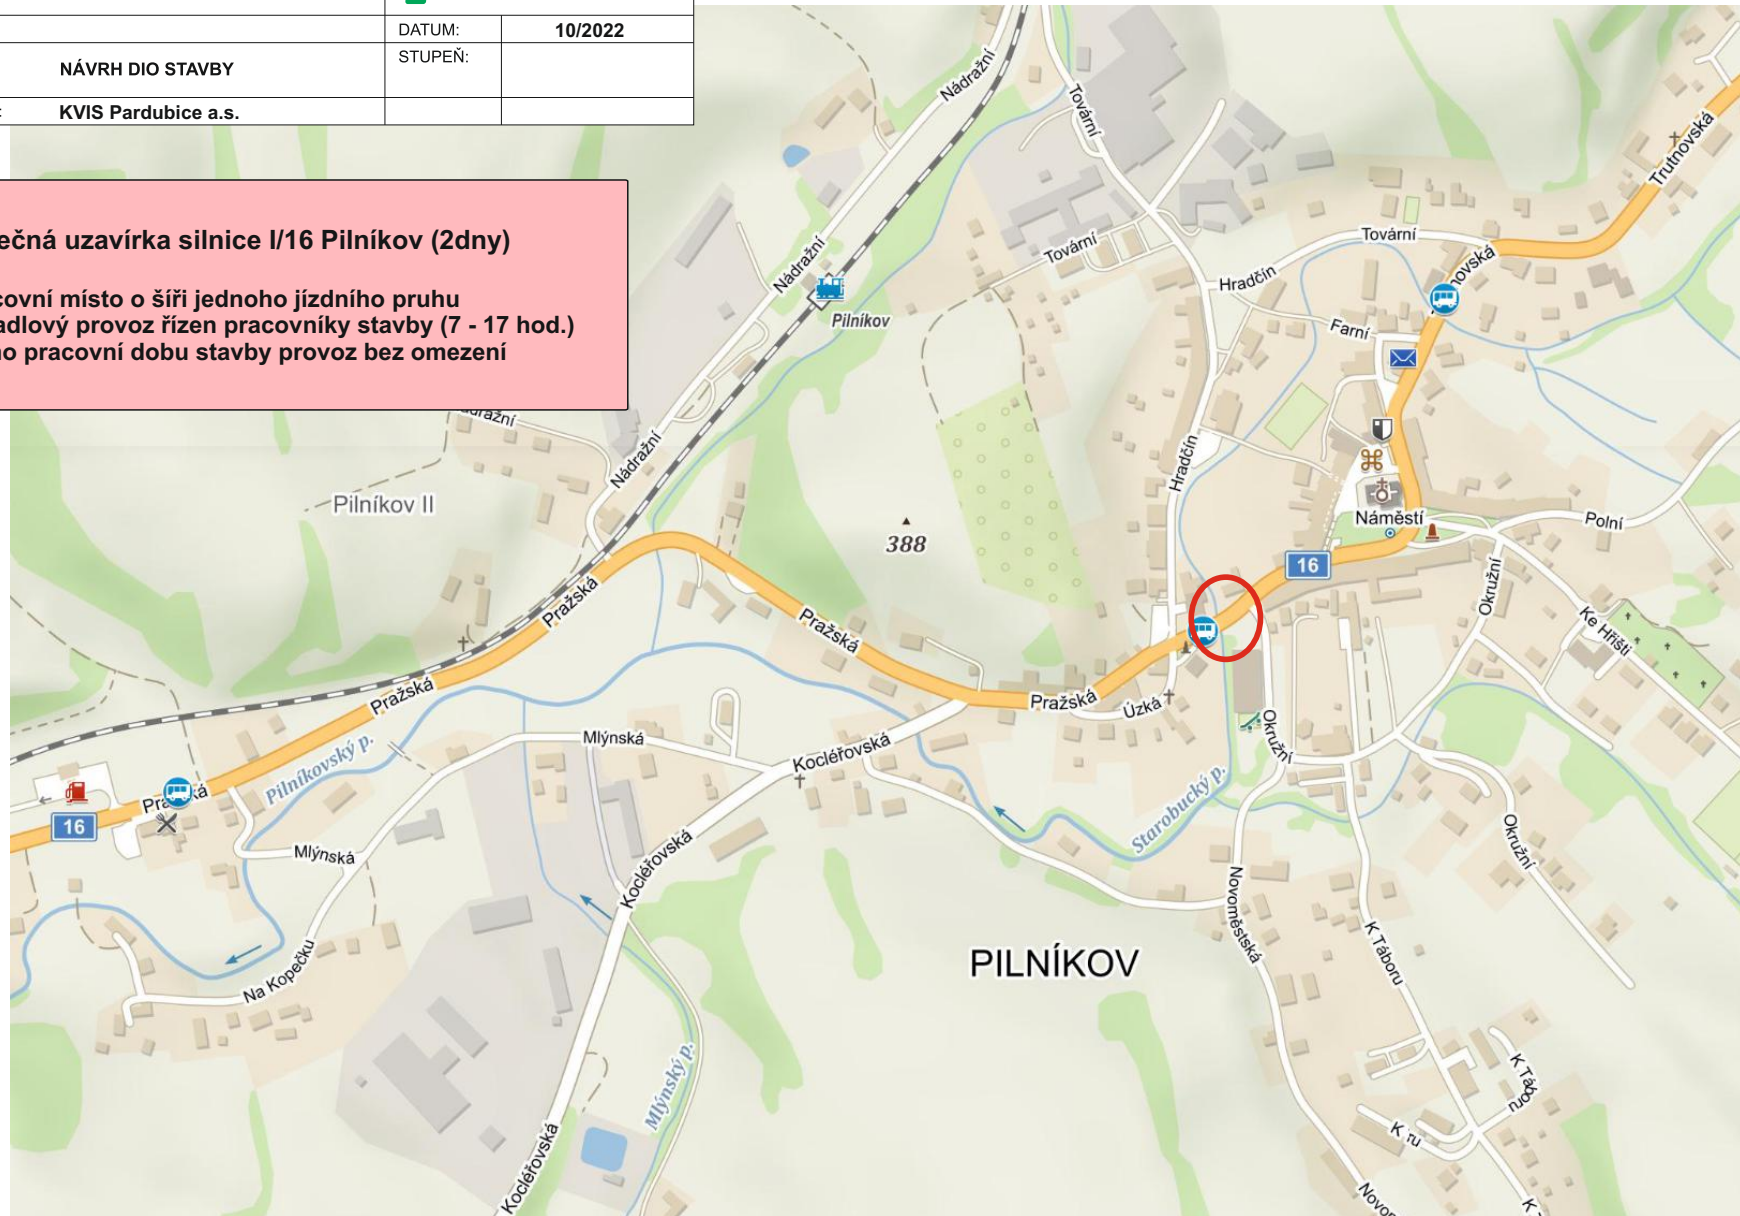 DATUM:
10/2022
NÁVRH DIO STAVBY
STUPEŇ:
KVIS Pardubice a.s.
ečná uzavírka silnice I/16 Pilníkov (2dny)
covní místo o šíři jednoho jízdního pruhu
adlový provoz řízen pracovníky stavby (7 - 17 hod.)
no pracovní dobu stavby provoz bez omezení
Nádražní
Tovární
Trutnovská
Nádražní
Tovární
Tovární
Hradčín
novská
Pilníkov
Farní
ádražní
Nádražní
Hradčín
Pilníkov II
388
Náměstí
Polní
16
Okružní
Pražská
Pražská
Ke Hřišti
Pražská
Pražská
Úzká
Okružní
Mlýnská
Kocléřovská
Pilníkovský p.
Starobucký p.
16
Mlýnská
Okružní
Kocléřovská
Novoměstská
K Táboru
Na Kopečku
PILNÍKOV
Mlýnský p.
Kocléřovská